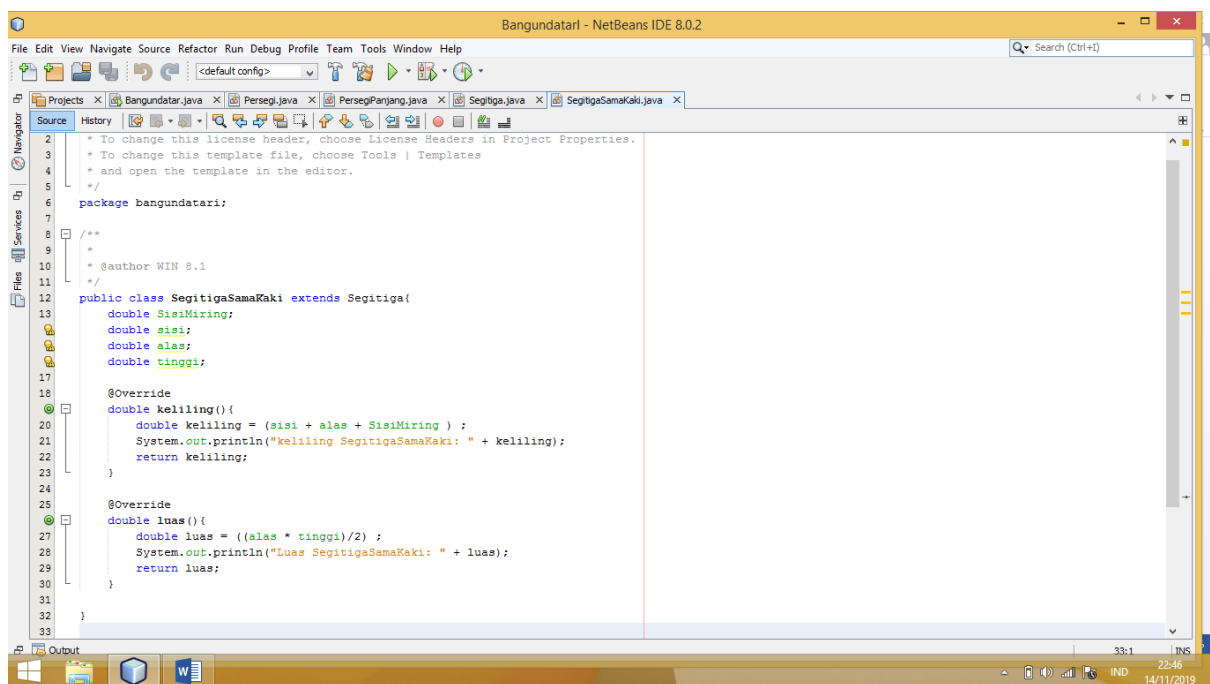 BangundatarI - NetBeans IDE 8.0.2
File Edit View Navigate Source Refactor Run Debug Profile Team Tools Window Help
Search (Ctrl+I)
<default config>
Projects Bangundatar.java Persegi.java PersegiPanjang.java Segitiga.java SegitigaSamaKaki.java
Source History
Navigator
Services
Files
2 * To change this license header, choose License Headers in Project Properties.
3 * To change this template file, choose Tools | Templates
4 * and open the template in the editor.
5 */
6 package bangundatari;
7
8 /**
9 *
10 * @author WIN 8.1
11 */
12 public class SegitigaSamaKaki extends Segitiga{
13 double SisiMiring;
double sisi;
double alas;
double tinggi;
17
18 @Override
double keliling(){
20 double keliling = (sisi + alas + SisiMiring ) ;
21 System.out.println("keliling SegitigaSamaKaki: " + keliling);
22 return keliling;
23 }
24
25 @Override
double luas(){
27 double luas = ((alas * tinggi)/2) ;
28 System.out.println("Luas SegitigaSamaKaki: " + luas);
29 return luas;
30 }
31
32 }
33
Output
33:1 INS
IND
22:46
14/11/2019